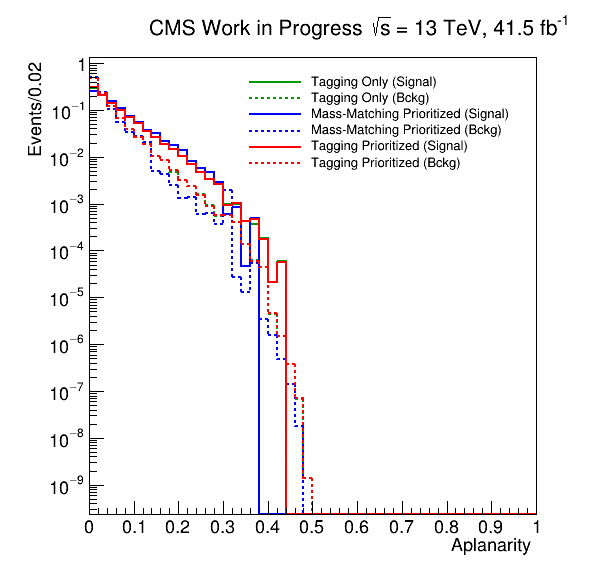 CMS Work in Progress √s = 13 TeV, 41.5 fb⁻¹
Events/0.02
1
10⁻¹
10⁻²
10⁻³
10⁻⁴
10⁻⁵
10⁻⁶
10⁻⁷
10⁻⁸
10⁻⁹
Tagging Only (Signal)
Tagging Only (Bckg)
Mass-Matching Prioritized (Signal)
Mass-Matching Prioritized (Bckg)
Tagging Prioritized (Signal)
Tagging Prioritized (Bckg)
0 0.1 0.2 0.3 0.4 0.5 0.6 0.7 0.8 0.9 1
Aplanarity